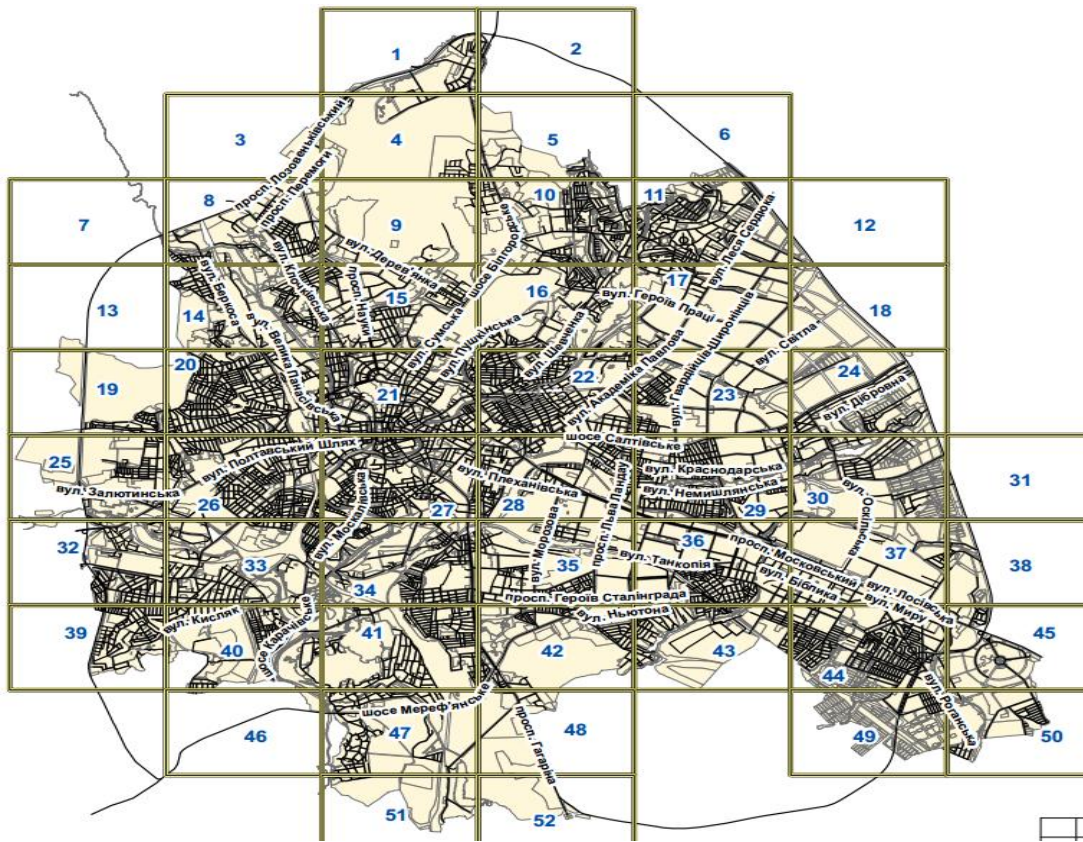 1
2
3
4
5
6
просп. Лозовеньківський
просп. Перемоги
7
8
9
10
11
12
вул. Клочківська
вул. Дерев'янка
шосе Білгородське
вул. Леся Сердюка
13
14
15
16
17
18
вул. Беркоса
вул. Велика Панасівська
просп. Науки
вул. Сумська
вул. Пушкінська
вул. Шевченка
вул. Героїв Праці
вул. Академіка Павлова
вул. Гвардійців-Широнінців
вул. Світла
19
20
21
22
23
24
вул. Дібровна
шосе Салтівське
25
26
27
28
29
30
31
вул. Полтавський Шлях
вул. Залютинська
вул. Москалівська
вул. Плеханівська
вул. Краснодарська
вул. Немишлянська
вул. Морозова
просп. Льва Ландау
вул. Осипільська
32
33
34
35
36
37
38
вул. Танкопія
просп. Московський
вул. Бібліка
вул. Лосівська
вул. Миру
просп. Героїв Сталінграда
вул. Ньютона
39
40
41
42
43
44
45
вул. Кисляк
шосе Карачівське
шосе Мереф'янське
просп. Гагаріна
вул. Роганська
46
47
48
49
50
51
52